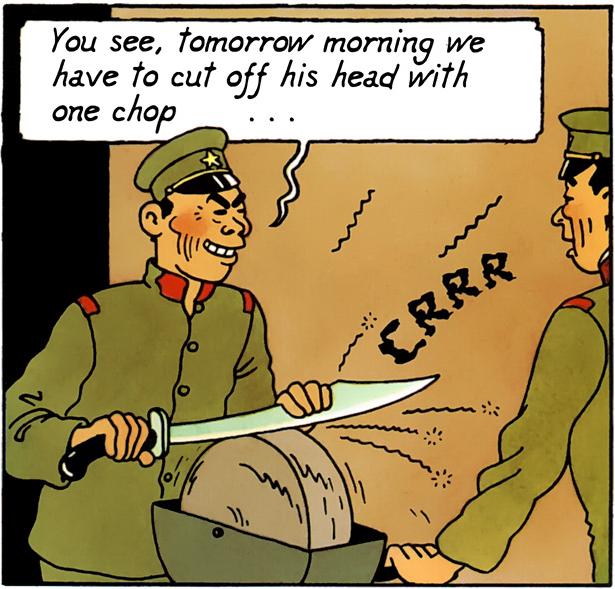 You see, tomorrow morning we
have to cut off his head with
one chop ...
CRRR